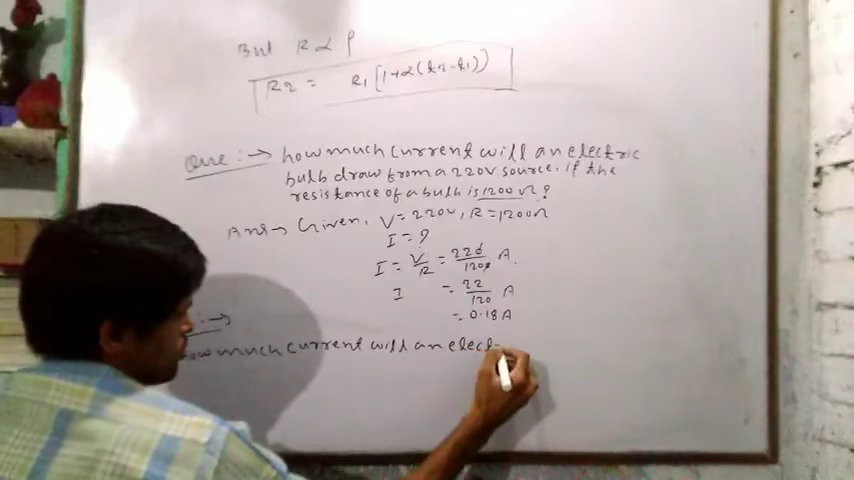 But R α ρ
R2 = R1[1+α(t2-t1)]
Que :→ how much current will an electric
bulb draw from a 220V source. if the
resistance of a bulb is 1200Ω?
Ans→ Given, V=220V, R=1200Ω
I=?
I = V/R = 220/1200 A.
I = 22/120 A
= 0.18A
:→
how much current will an elect